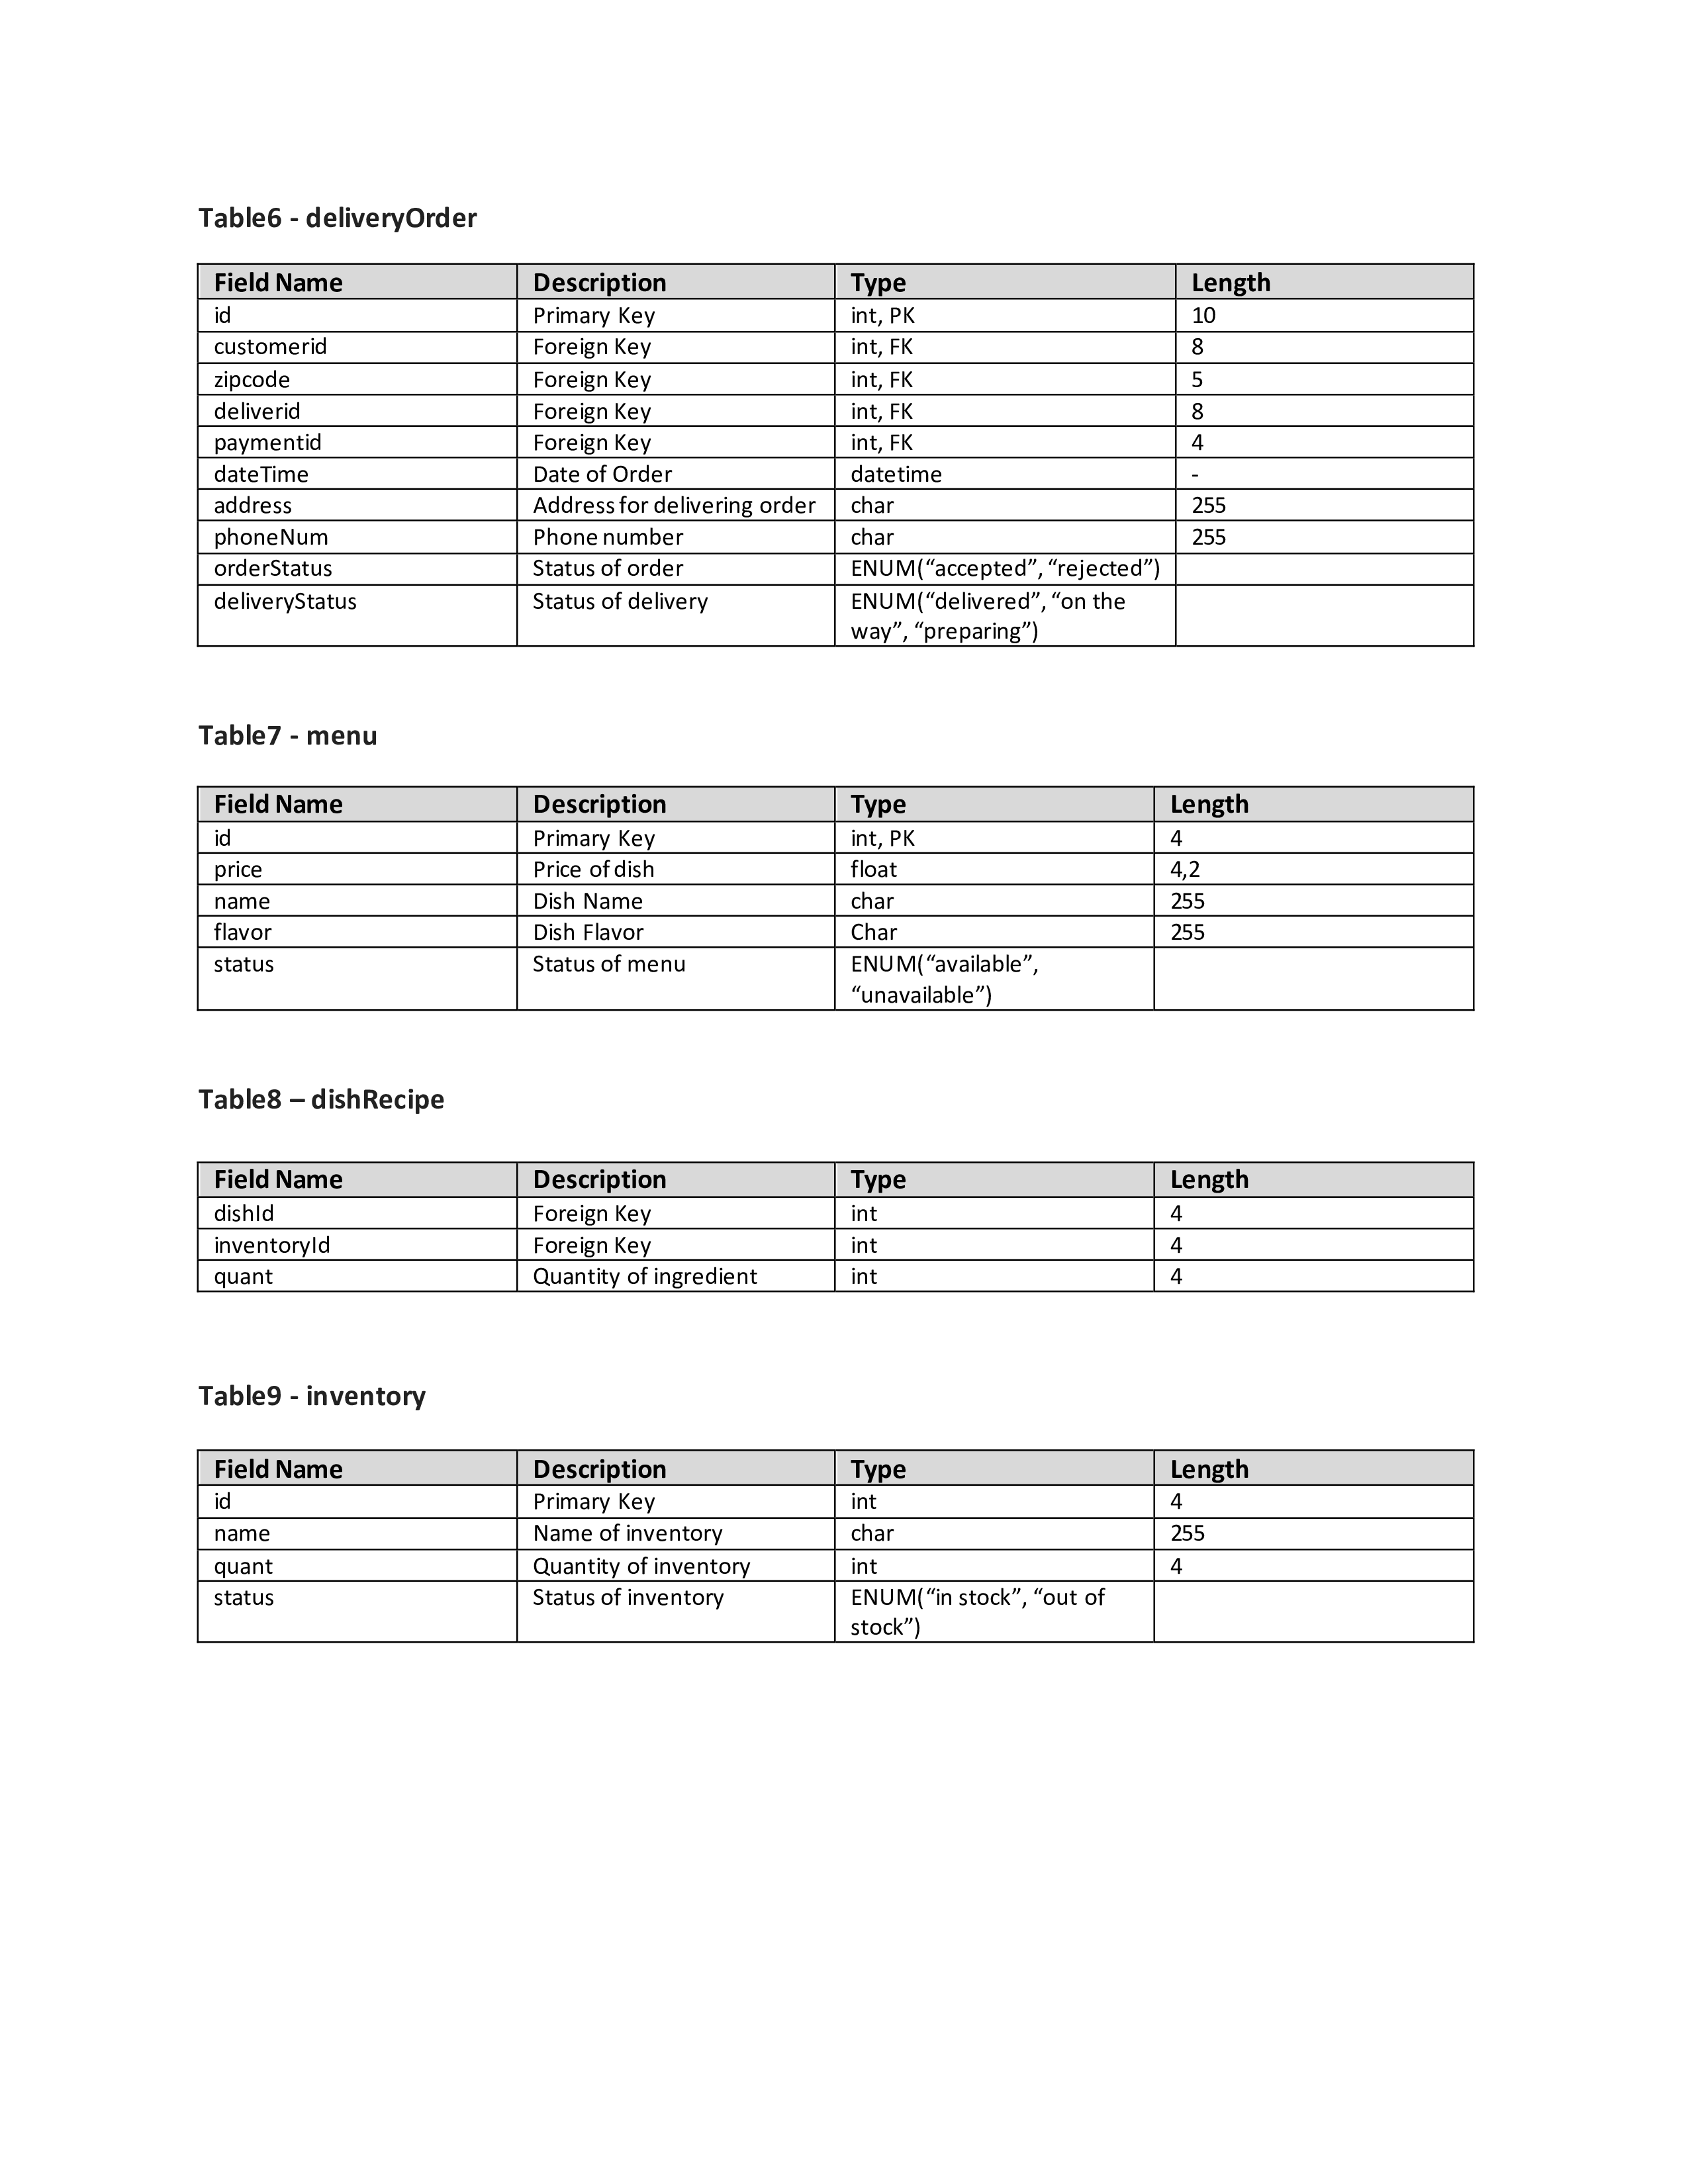 Table6 - deliveryOrder
Field Name Description Type Length
id Primary Key int, PK 10
customerid Foreign Key int, FK 8
zipcode Foreign Key int, FK 5
deliverid Foreign Key int, FK 8
paymentid Foreign Key int, FK 4
dateTime Date of Order datetime -
address Address for delivering order char 255
phoneNum Phone number char 255
orderStatus Status of order ENUM(“accepted”, “rejected”)
deliveryStatus Status of delivery ENUM(“delivered”, “on the
way”, “preparing”)
Table7 - menu
Field Name Description Type Length
id Primary Key int, PK 4
price Price of dish float 4,2
name Dish Name char 255
flavor Dish Flavor Char 255
status Status of menu ENUM(“available”,
“unavailable”)
Table8 – dishRecipe
Field Name Description Type Length
dishId Foreign Key int 4
inventoryId Foreign Key int 4
quant Quantity of ingredient int 4
Table9 - inventory
Field Name Description Type Length
id Primary Key int 4
name Name of inventory char 255
quant Quantity of inventory int 4
status Status of inventory ENUM(“in stock”, “out of
stock”)